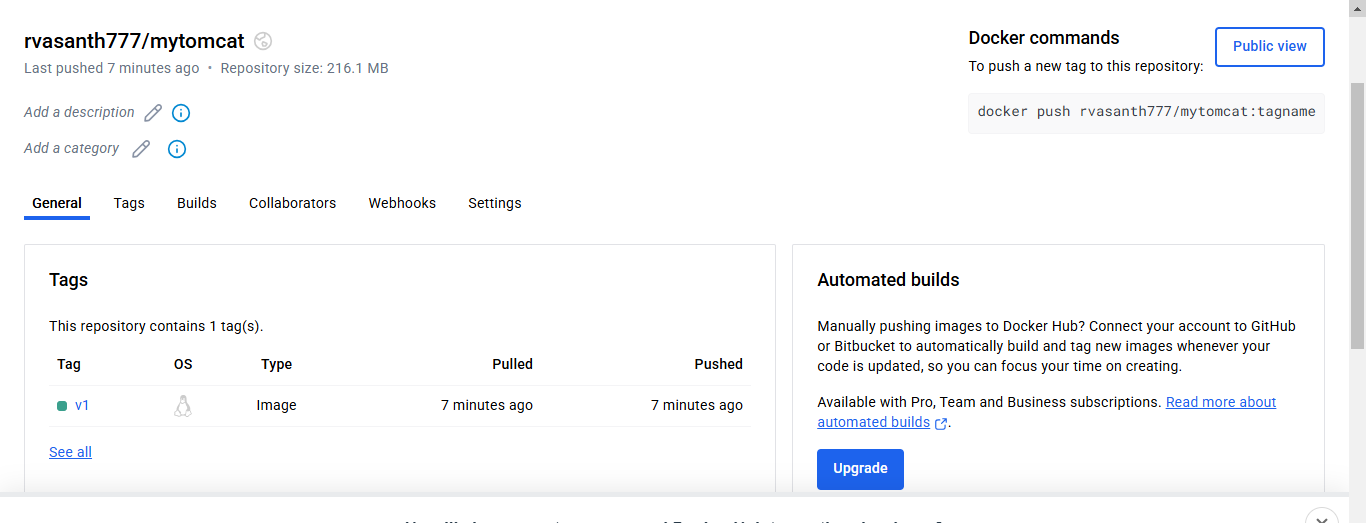 rvasanth777/mytomcat
Last pushed 7 minutes ago • Repository size: 216.1 MB
Add a description
Add a category
Docker commands
Public view
To push a new tag to this repository:
docker push rvasanth777/mytomcat:tagname
General Tags Builds Collaborators Webhooks Settings
Tags
This repository contains 1 tag(s).
Tag OS Type Pulled Pushed
v1 Image 7 minutes ago 7 minutes ago
See all
Automated builds
Manually pushing images to Docker Hub? Connect your account to GitHub
or Bitbucket to automatically build and tag new images whenever your
code is updated, so you can focus your time on creating.
Available with Pro, Team and Business subscriptions. Read more about
automated builds .
Upgrade